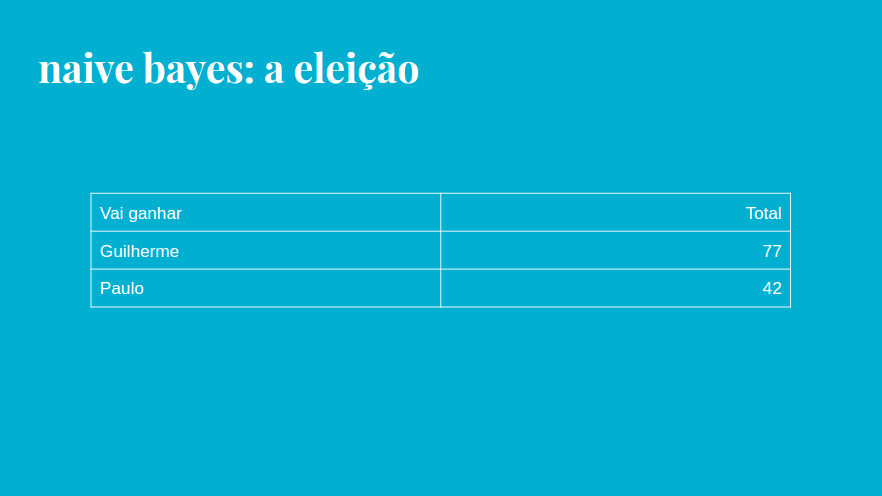 naive bayes: a eleição
Vai ganhar Total
Guilherme 77
Paulo 42